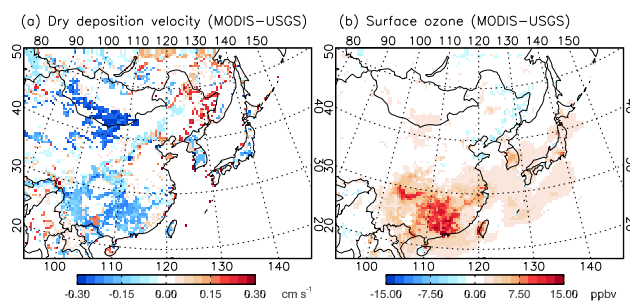 (a) Dry deposition velocity (MODIS−USGS)
80 90 100 110 120 130 140 150
50
40
30
20
100 110 120 130 140
-0.30 -0.15 0.00 0.15 0.30 cm s⁻¹
(b) Surface ozone (MODIS−USGS)
80 90 100 110 120 130 140 150
50 40
40 30
30 20
20
100 110 120 130 140
-15.00 -7.50 0.00 7.50 15.00 ppbv